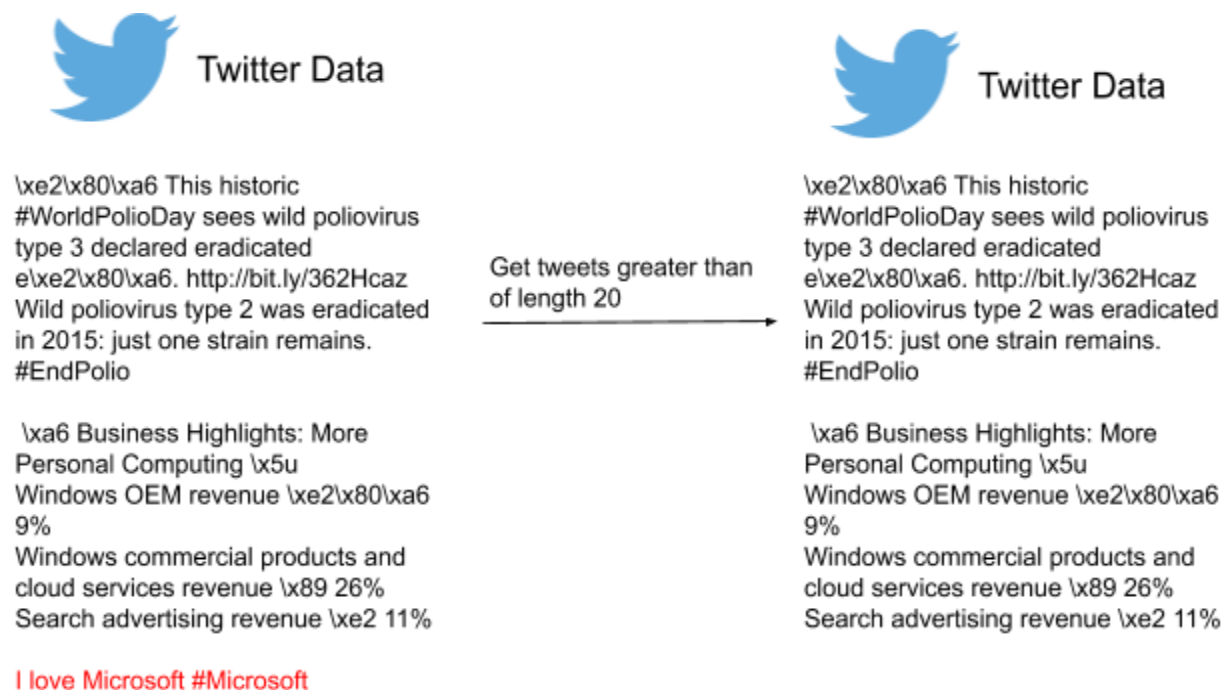 Twitter Data
\xe2\x80\xa6 This historic
#WorldPolioDay sees wild poliovirus
type 3 declared eradicated
e\xe2\x80\xa6. http://bit.ly/362Hcaz
Wild poliovirus type 2 was eradicated
in 2015: just one strain remains.
#EndPolio
\xa6 Business Highlights: More
Personal Computing \x5u
Windows OEM revenue \xe2\x80\xa6
9%
Windows commercial products and
cloud services revenue \x89 26%
Search advertising revenue \xe2 11%
I love Microsoft #Microsoft
Get tweets greater than
of length 20
Twitter Data
\xe2\x80\xa6 This historic
#WorldPolioDay sees wild poliovirus
type 3 declared eradicated
e\xe2\x80\xa6. http://bit.ly/362Hcaz
Wild poliovirus type 2 was eradicated
in 2015: just one strain remains.
#EndPolio
\xa6 Business Highlights: More
Personal Computing \x5u
Windows OEM revenue \xe2\x80\xa6
9%
Windows commercial products and
cloud services revenue \x89 26%
Search advertising revenue \xe2 11%